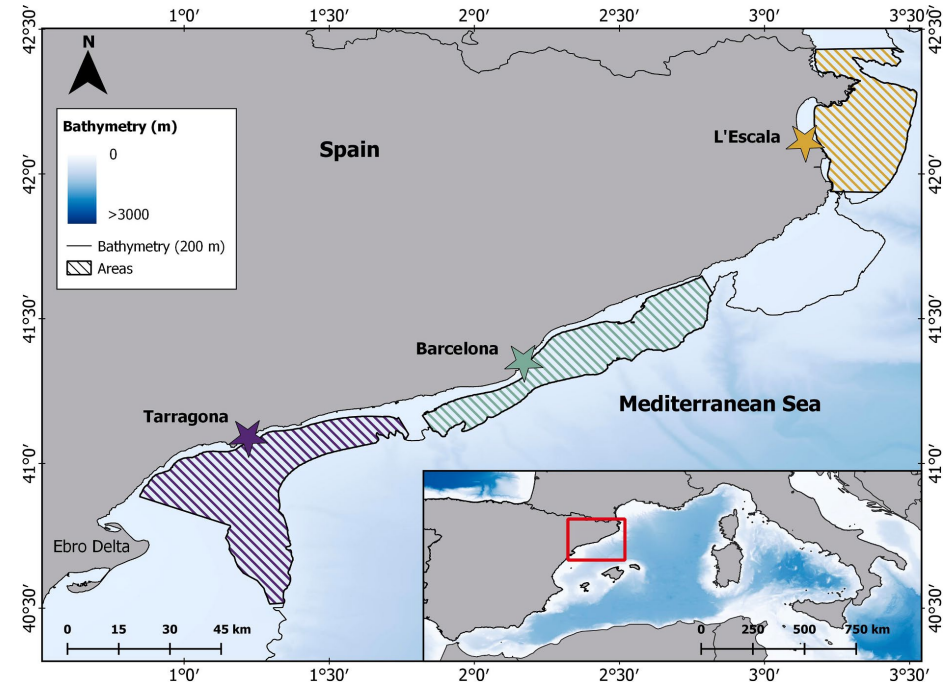 1°0′ 1°30′ 2°0′ 2°30′ 3°0′ 3°30′
42°30′ 42°30′
N
Bathymetry (m)
0
>3000
Bathymetry (200 m)
Areas
Spain
L'Escala
42°0′ 42°0′
41°30′ 41°30′
Barcelona
Mediterranean Sea
Tarragona
41°0′ 41°0′
Ebro Delta
40°30′ 40°30′
0 15 30 45 km
0 250 500 750 km
1°0′ 1°30′ 2°0′ 2°30′ 3°0′ 3°30′